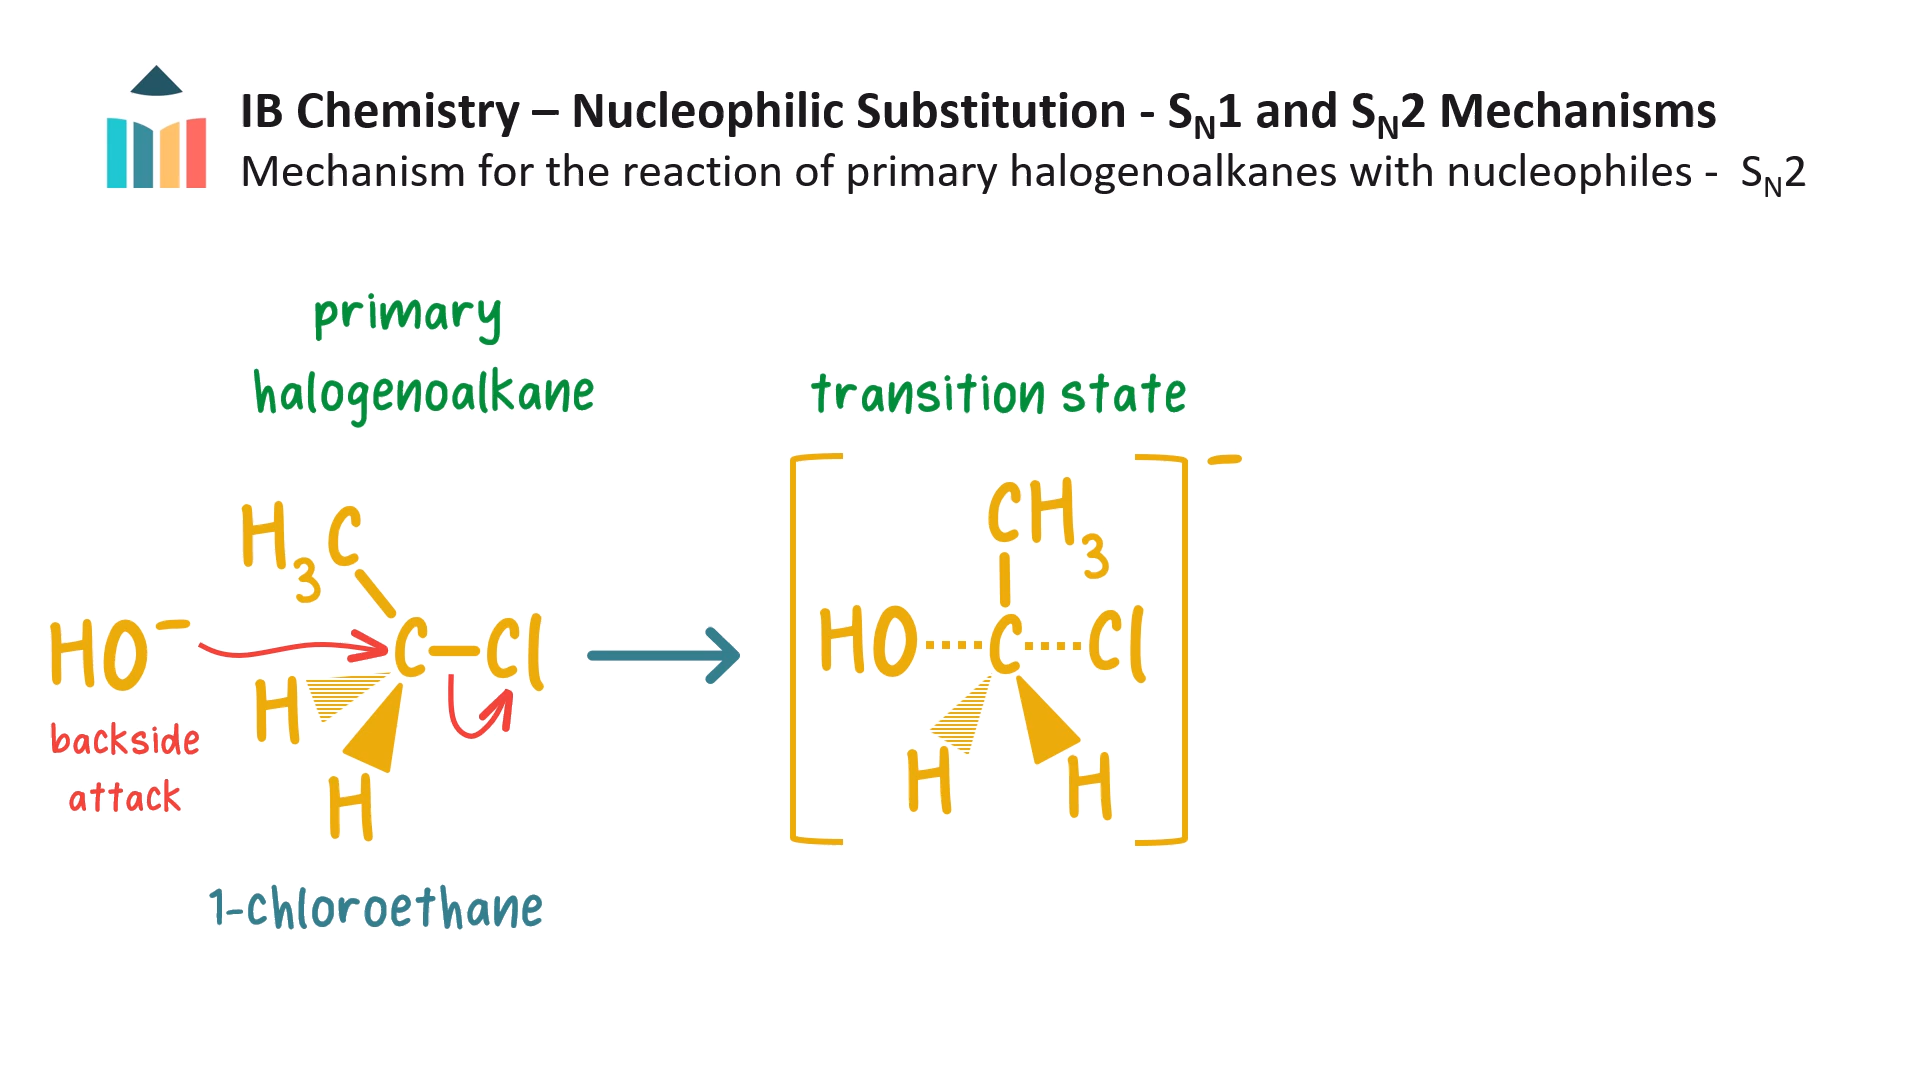 IB Chemistry – Nucleophilic Substitution - SN1 and SN2 Mechanisms
Mechanism for the reaction of primary halogenoalkanes with nucleophiles - SN2
primary
halogenoalkane
transition state
H3C
HO⁻
C
Cl
H
H
backside
attack
1-chloroethane
CH3
HO
C
Cl
H
H
−